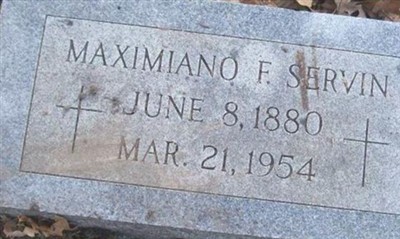 MAXIMIANO F. SERVIN
JUNE 8, 1880
MAR. 21, 1954